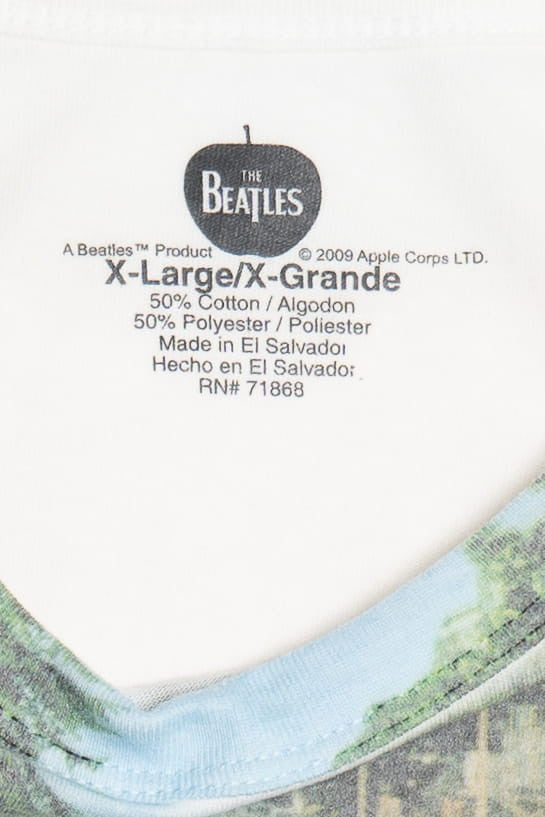 THE
BEATLES
A Beatles™ Product © 2009 Apple Corps LTD.
X-Large/X-Grande
50% Cotton / Algodon
50% Polyester / Poliester
Made in El Salvador
Hecho en El Salvador
RN# 71868